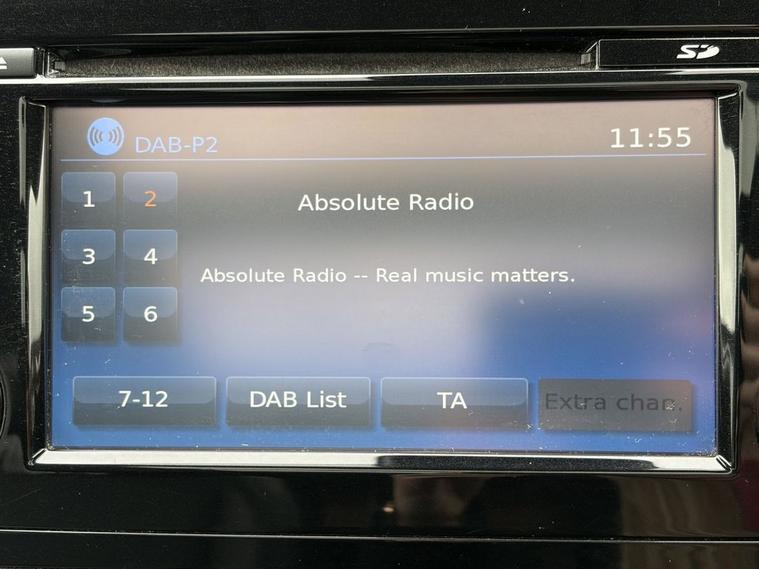 SD
DAB-P2 11:55
1 2 Absolute Radio
3 4 Absolute Radio -- Real music matters.
5 6
7-12 DAB List TA Extra chan.